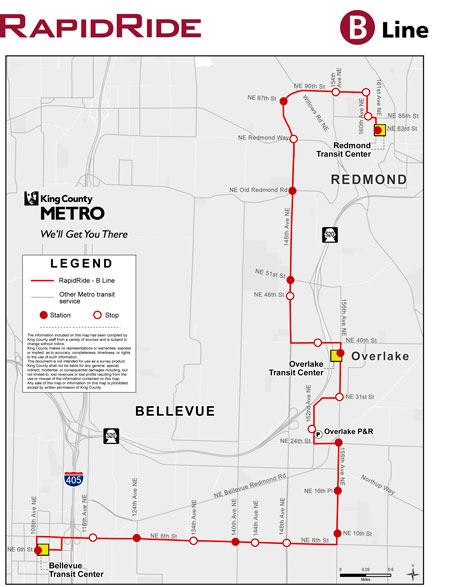 RAPIDRIDE
B Line
NE 90th St
154th Ave NE
161st Ave NE
NE 87th St
Willows Rd NE
160th Ave NE
NE 85th St
NE 83rd St
NE Redmond Way
Redmond
Transit Center
REDMOND
NE Old Redmond Rd
King County
METRO
We'll Get You There
148th Ave NE
520
LEGEND
RapidRide - B Line
Other Metro transit
service
Station
Stop
The information included on this map has been compiled by
King County staff from a variety of sources and is subject to
change without notice.
King County makes no representations or warranties, express
or implied, as to accuracy, completeness, timeliness, or rights
to the use of such information.
This document is not intended for use as a survey product.
King County shall not be liable for any general, special,
indirect, incidental, or consequential damages including, but
not limited to, lost revenues or lost profits resulting from the
use or misuse of the information contained on this map.
Any sale of this map or information on this map is prohibited
except by written permission of King County.
NE 51st St
NE 46th St
156th Ave NE
NE 40th St
Overlake
Overlake
Transit Center
NE 31st St
152nd Ave NE
BELLEVUE
520
P
Overlake P&R
NE 24th St
156th Ave NE
405
NE Bellevue Redmond Rd
Northup Way
NE 16th Pl
108th Ave NE
116th Ave NE
124th Ave NE
134th Ave NE
140th Ave NE
144th Ave NE
148th Ave NE
NE 10th St
NE 8th St
NE 8th St
NE 6th St
Bellevue
Transit Center
0
0.5
Miles